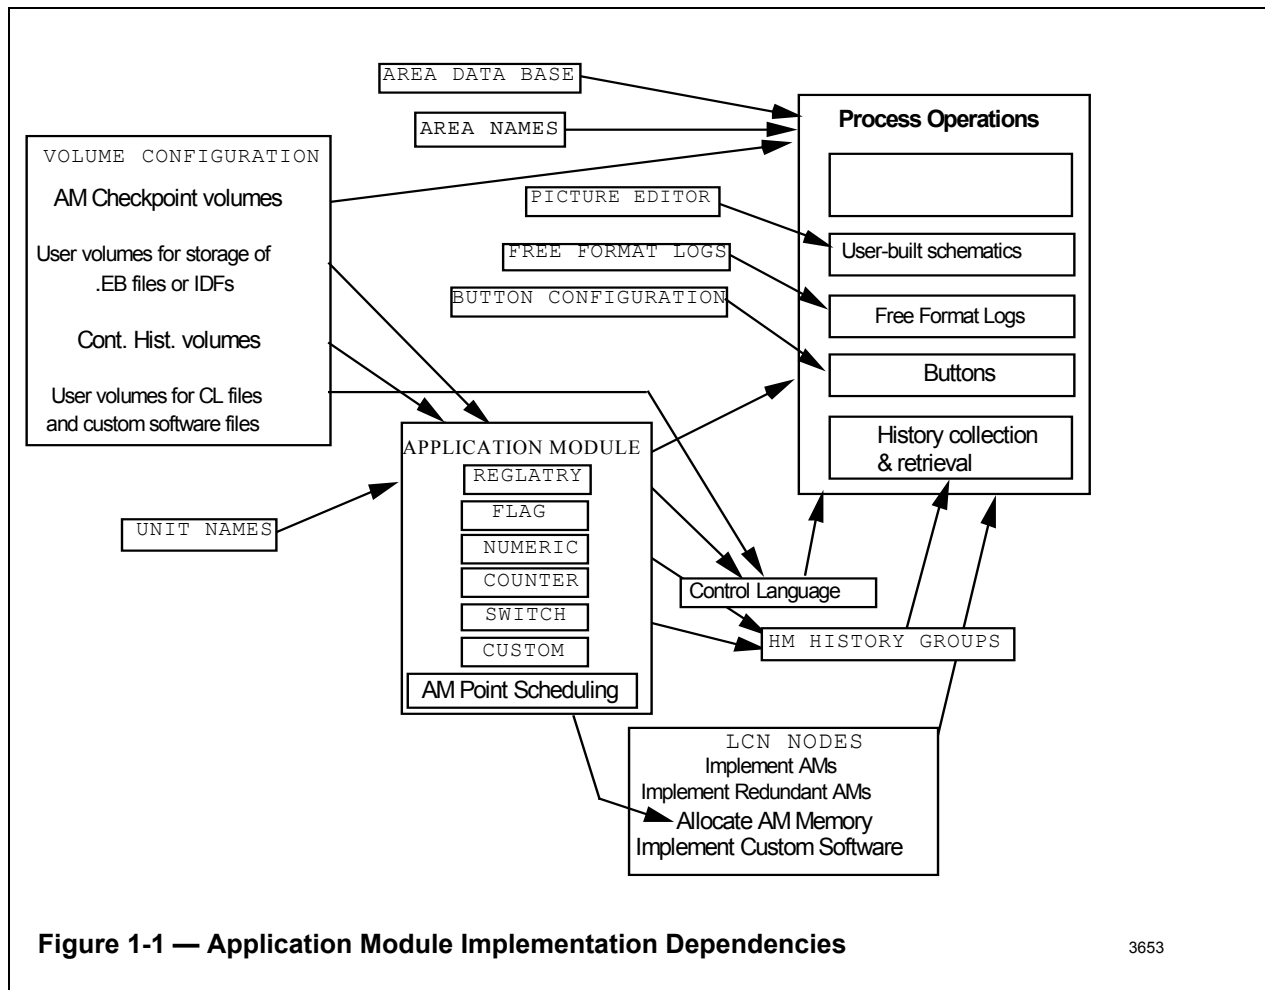 AREA DATA BASE
AREA NAMES
VOLUME CONFIGURATION
AM Checkpoint volumes
User volumes for storage of
.EB files or IDFs
Cont. Hist. volumes
User volumes for CL files
and custom software files
PICTURE EDITOR
FREE FORMAT LOGS
BUTTON CONFIGURATION
Process Operations
User-built schematics
Free Format Logs
Buttons
History collection
& retrieval
UNIT NAMES
APPLICATION MODULE
REGLATRY
FLAG
NUMERIC
COUNTER
SWITCH
CUSTOM
AM Point Scheduling
Control Language
HM HISTORY GROUPS
LCN NODES
Implement AMs
Implement Redundant AMs
Allocate AM Memory
Implement Custom Software
Figure 1-1 — Application Module Implementation Dependencies
3653